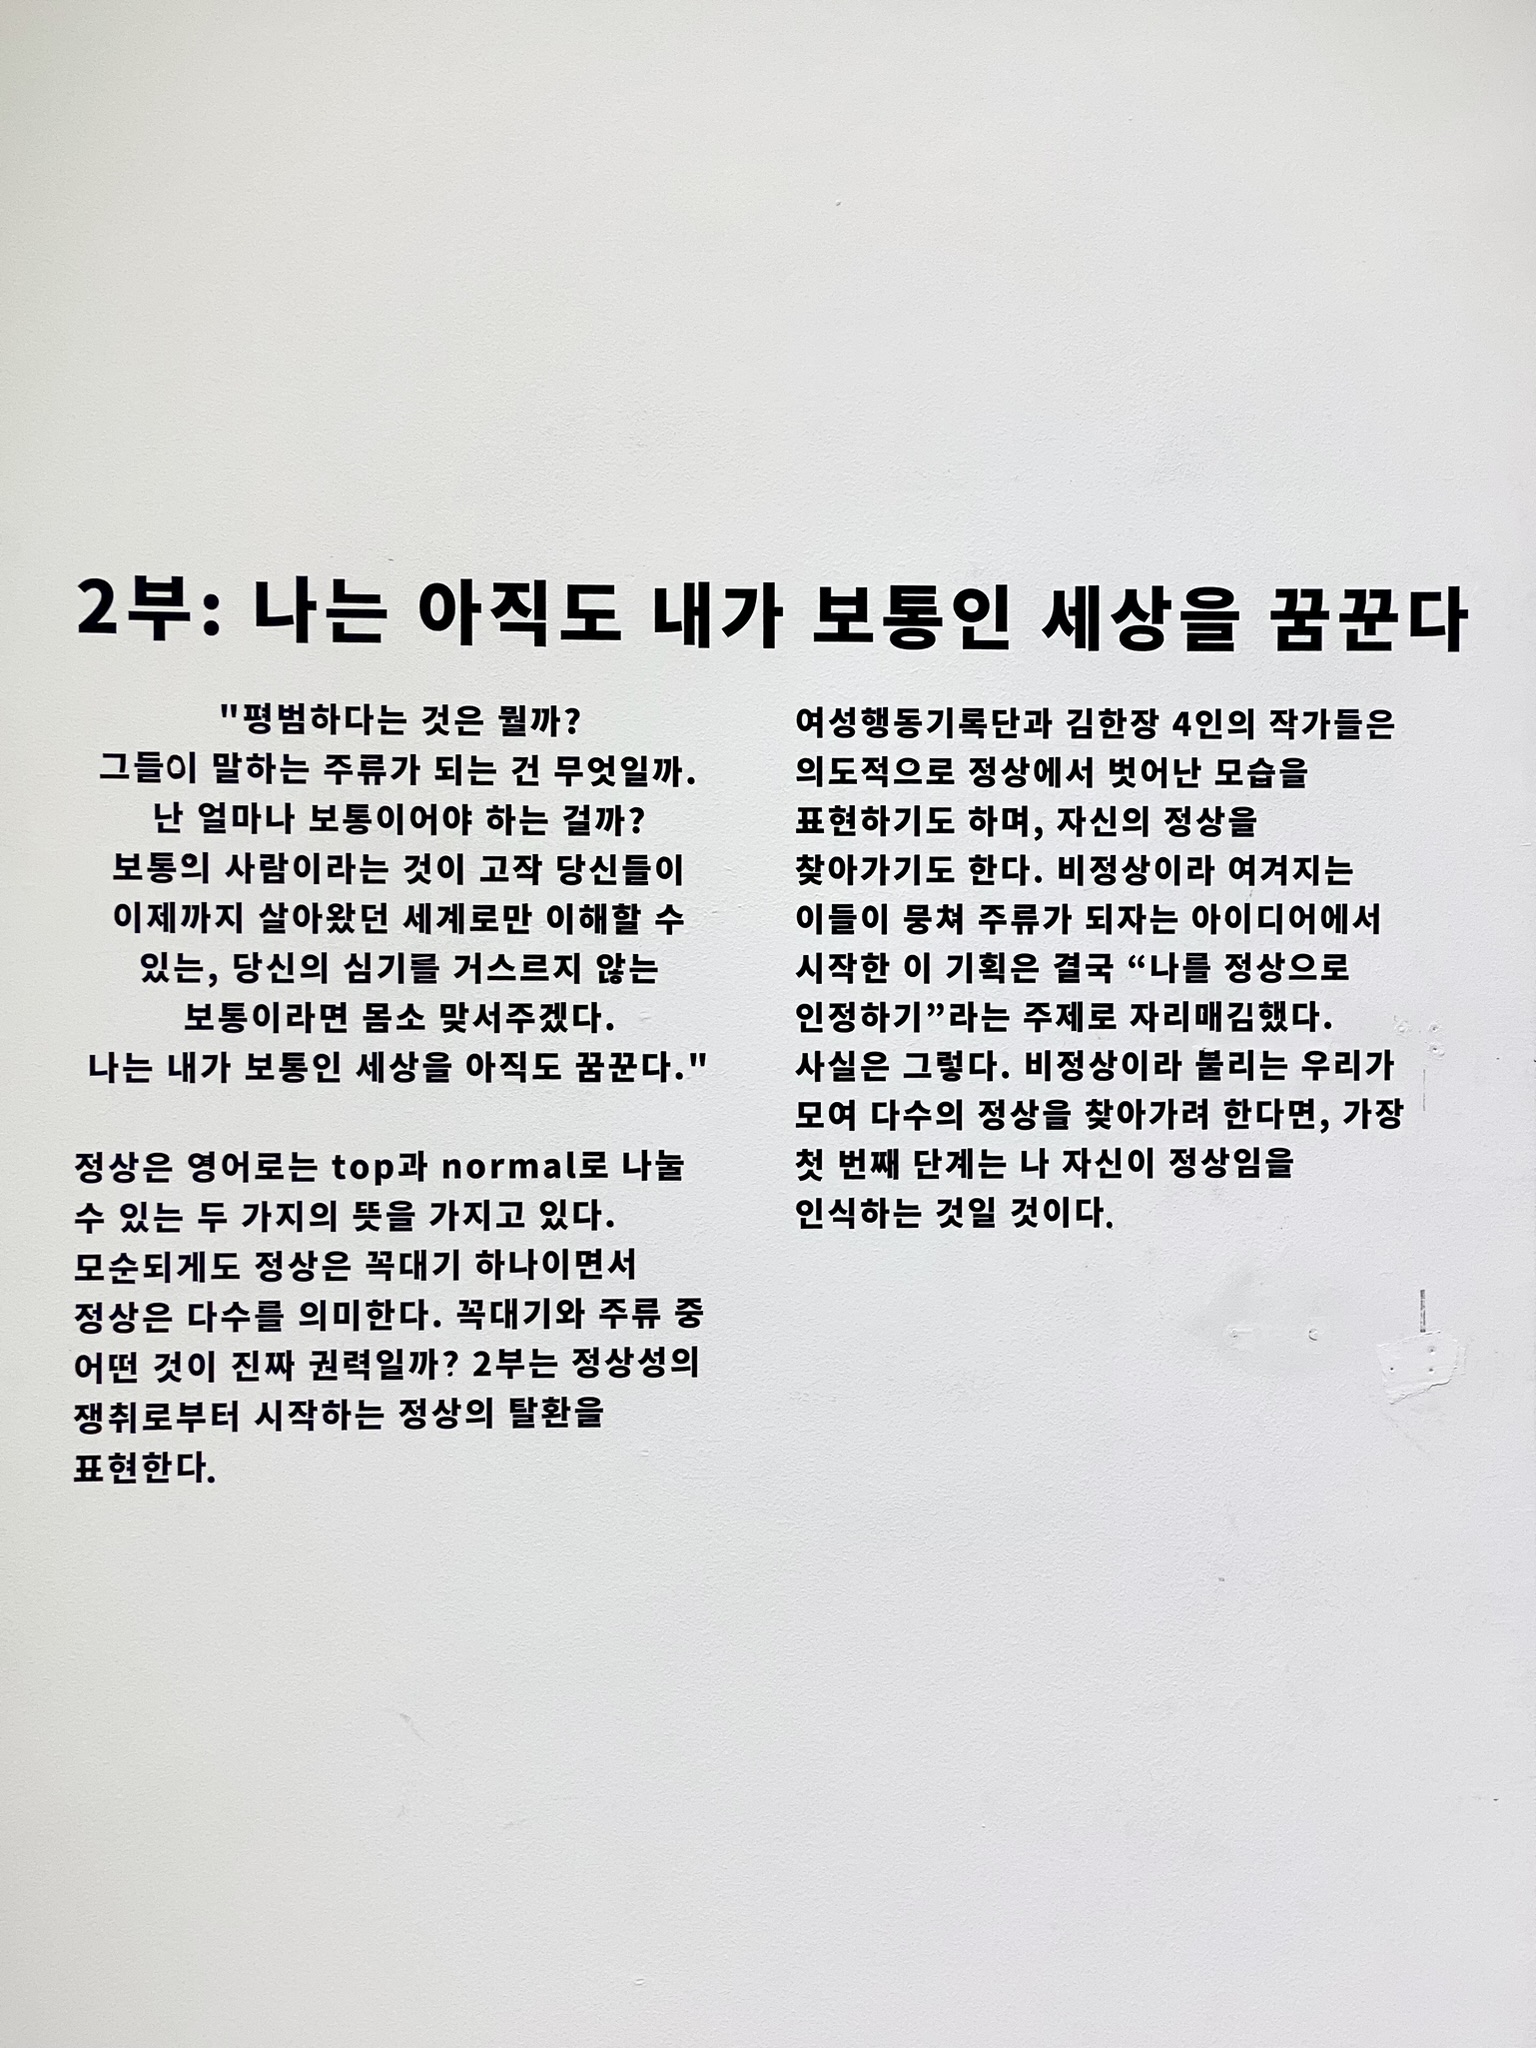 2부: 나는 아직도 내가 보통인 세상을 꿈꾼다
"평범하다는 것은 뭘까?
그들이 말하는 주류가 되는 건 무엇일까.
난 얼마나 보통이어야 하는 걸까?
보통의 사람이라는 것이 고작 당신들이
이제까지 살아왔던 세계로만 이해할 수
있는, 당신의 심기를 거스르지 않는
보통이라면 몸소 맞서주겠다.
나는 내가 보통인 세상을 아직도 꿈꾼다."
정상은 영어로는 top과 normal로 나눌
수 있는 두 가지의 뜻을 가지고 있다.
모순되게도 정상은 꼭대기 하나이면서
정상은 다수를 의미한다. 꼭대기와 주류 중
어떤 것이 진짜 권력일까? 2부는 정상성의
쟁취로부터 시작하는 정상의 탈환을
표현한다.
여성행동기록단과 김한장 4인의 작가들은
의도적으로 정상에서 벗어난 모습을
표현하기도 하며, 자신의 정상을
찾아가기도 한다. 비정상이라 여겨지는
이들이 뭉쳐 주류가 되자는 아이디어에서
시작한 이 기획은 결국 “나를 정상으로
인정하기”라는 주제로 자리매김했다.
사실은 그렇다. 비정상이라 불리는 우리가
모여 다수의 정상을 찾아가려 한다면, 가장
첫 번째 단계는 나 자신이 정상임을
인식하는 것일 것이다.